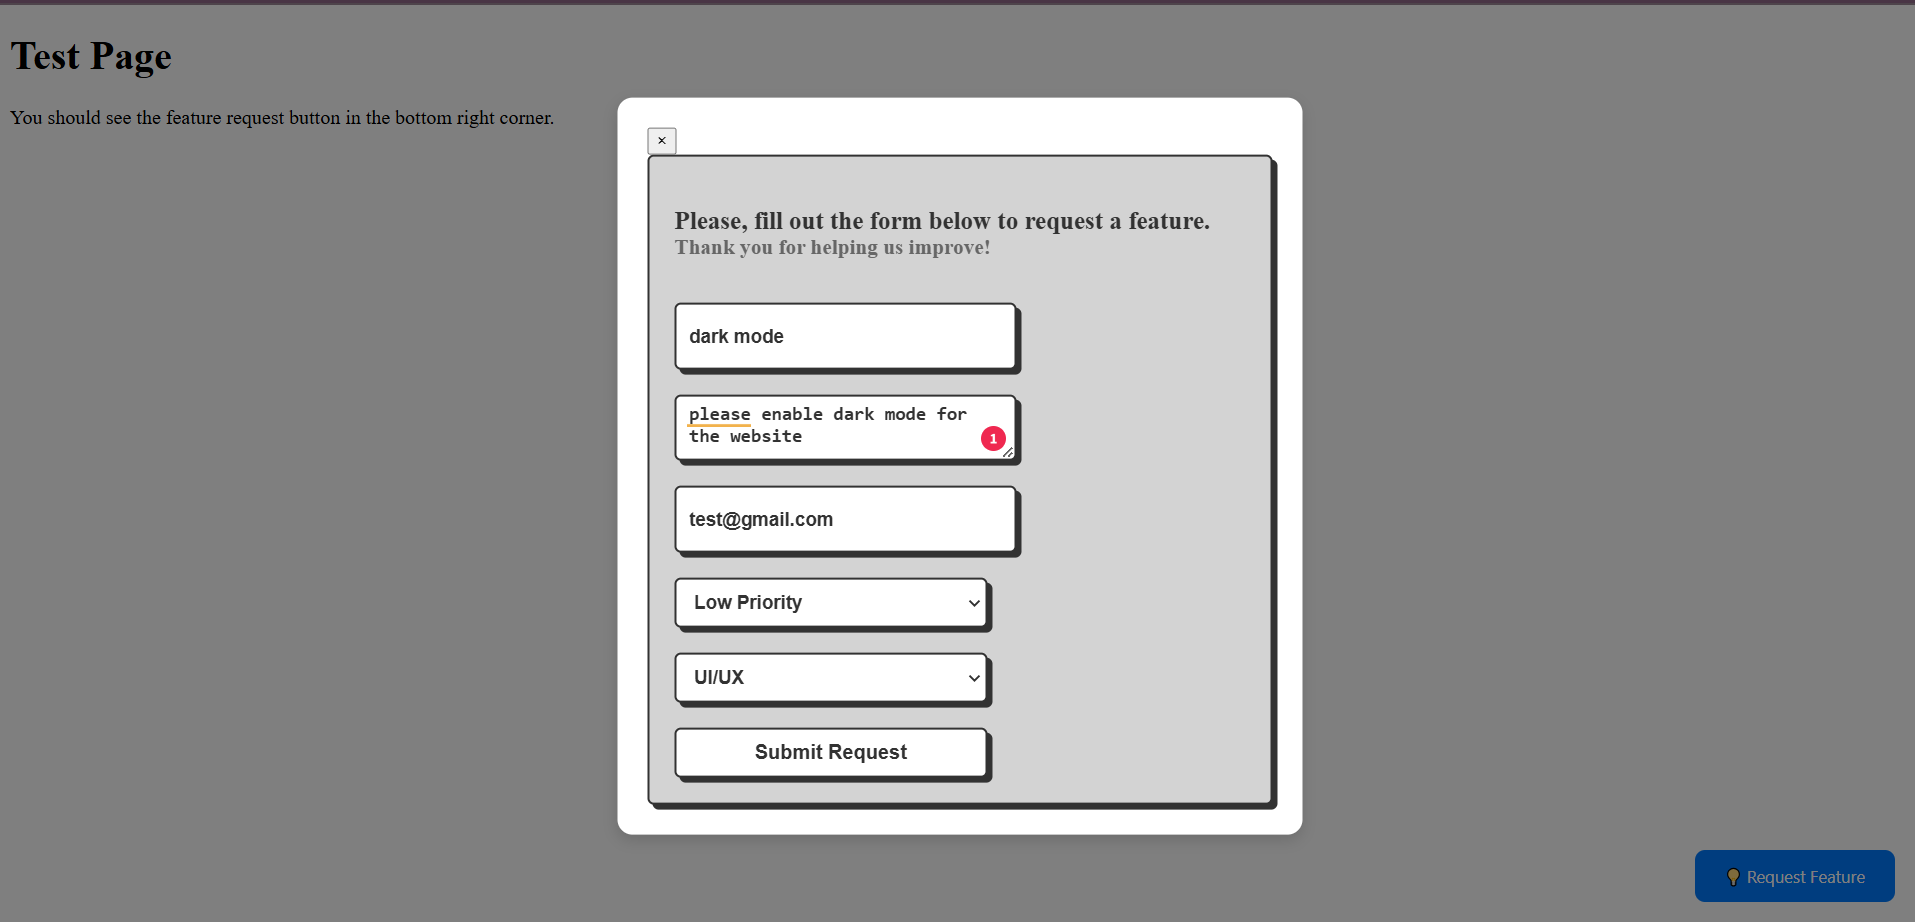 Test Page
You should see the feature request button in the bottom right corner.
×
Please, fill out the form below to request a feature.
Thank you for helping us improve!
dark mode
please enable dark mode for
the website
1
test@gmail.com
Low Priority
UI/UX
Submit Request
Request Feature